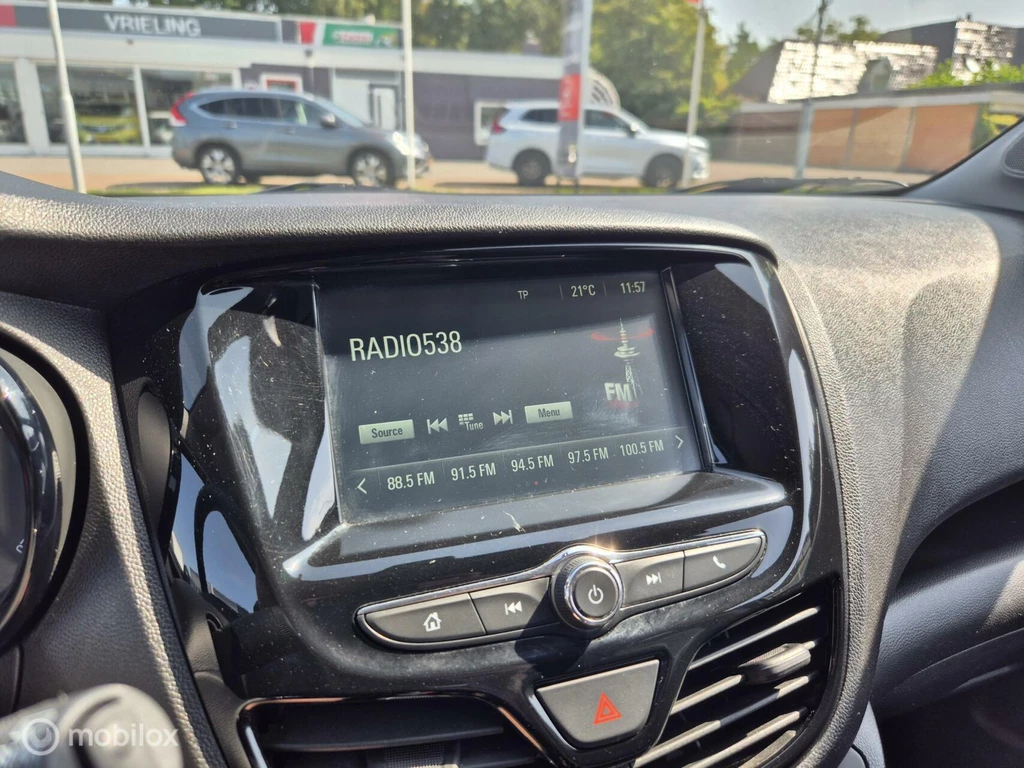 VRIELING
TP 21°C 11:57
RADIO538
FM
Source Tune Menu
88.5 FM 91.5 FM 94.5 FM 97.5 FM 100.5 FM
mobilox